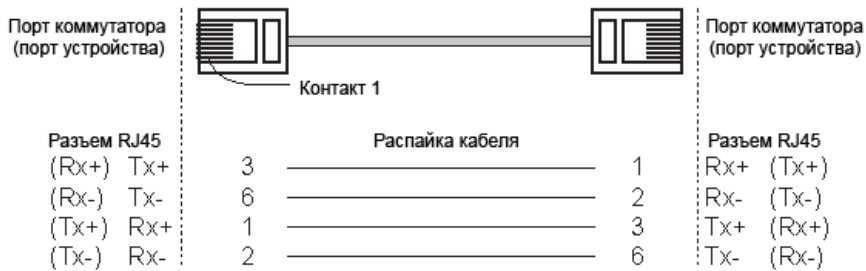 Порт коммутатора
(порт устройства)
Порт коммутатора
(порт устройства)
Контакт 1
Разъем RJ45 Распайка кабеля Разъем RJ45
(Rx+) Tx+ 3 1 Rx+ (Tx+)
(Rx-) Tx- 6 2 Rx- (Tx-)
(Tx+) Rx+ 1 3 Tx+ (Rx+)
(Tx-) Rx- 2 6 Tx- (Rx-)